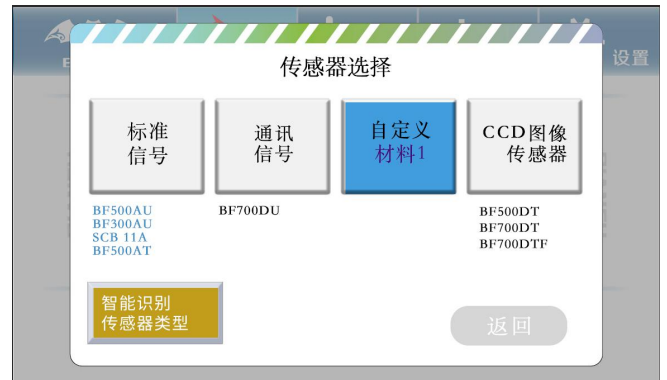 设置
传感器选择
标准
信号
通讯
信号
自定义
材料1
CCD图像
传感器
BF500AU
BF300AU
SCB 11A
BF500AT
BF700DU
BF500DT
BF700DT
BF700DTF
智能识别
传感器类型
返回